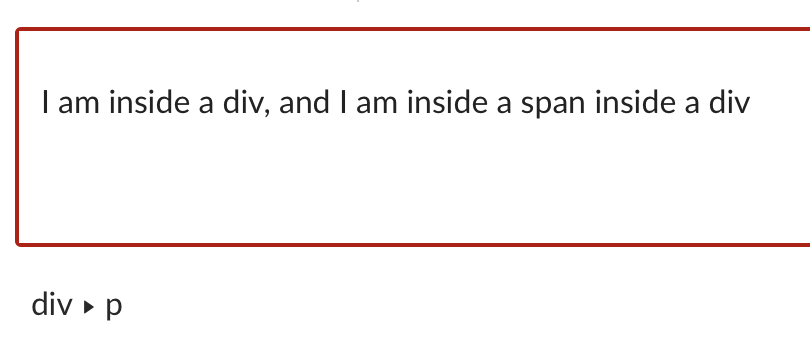 I am inside a div, and I am inside a span inside a div
div ▸ p